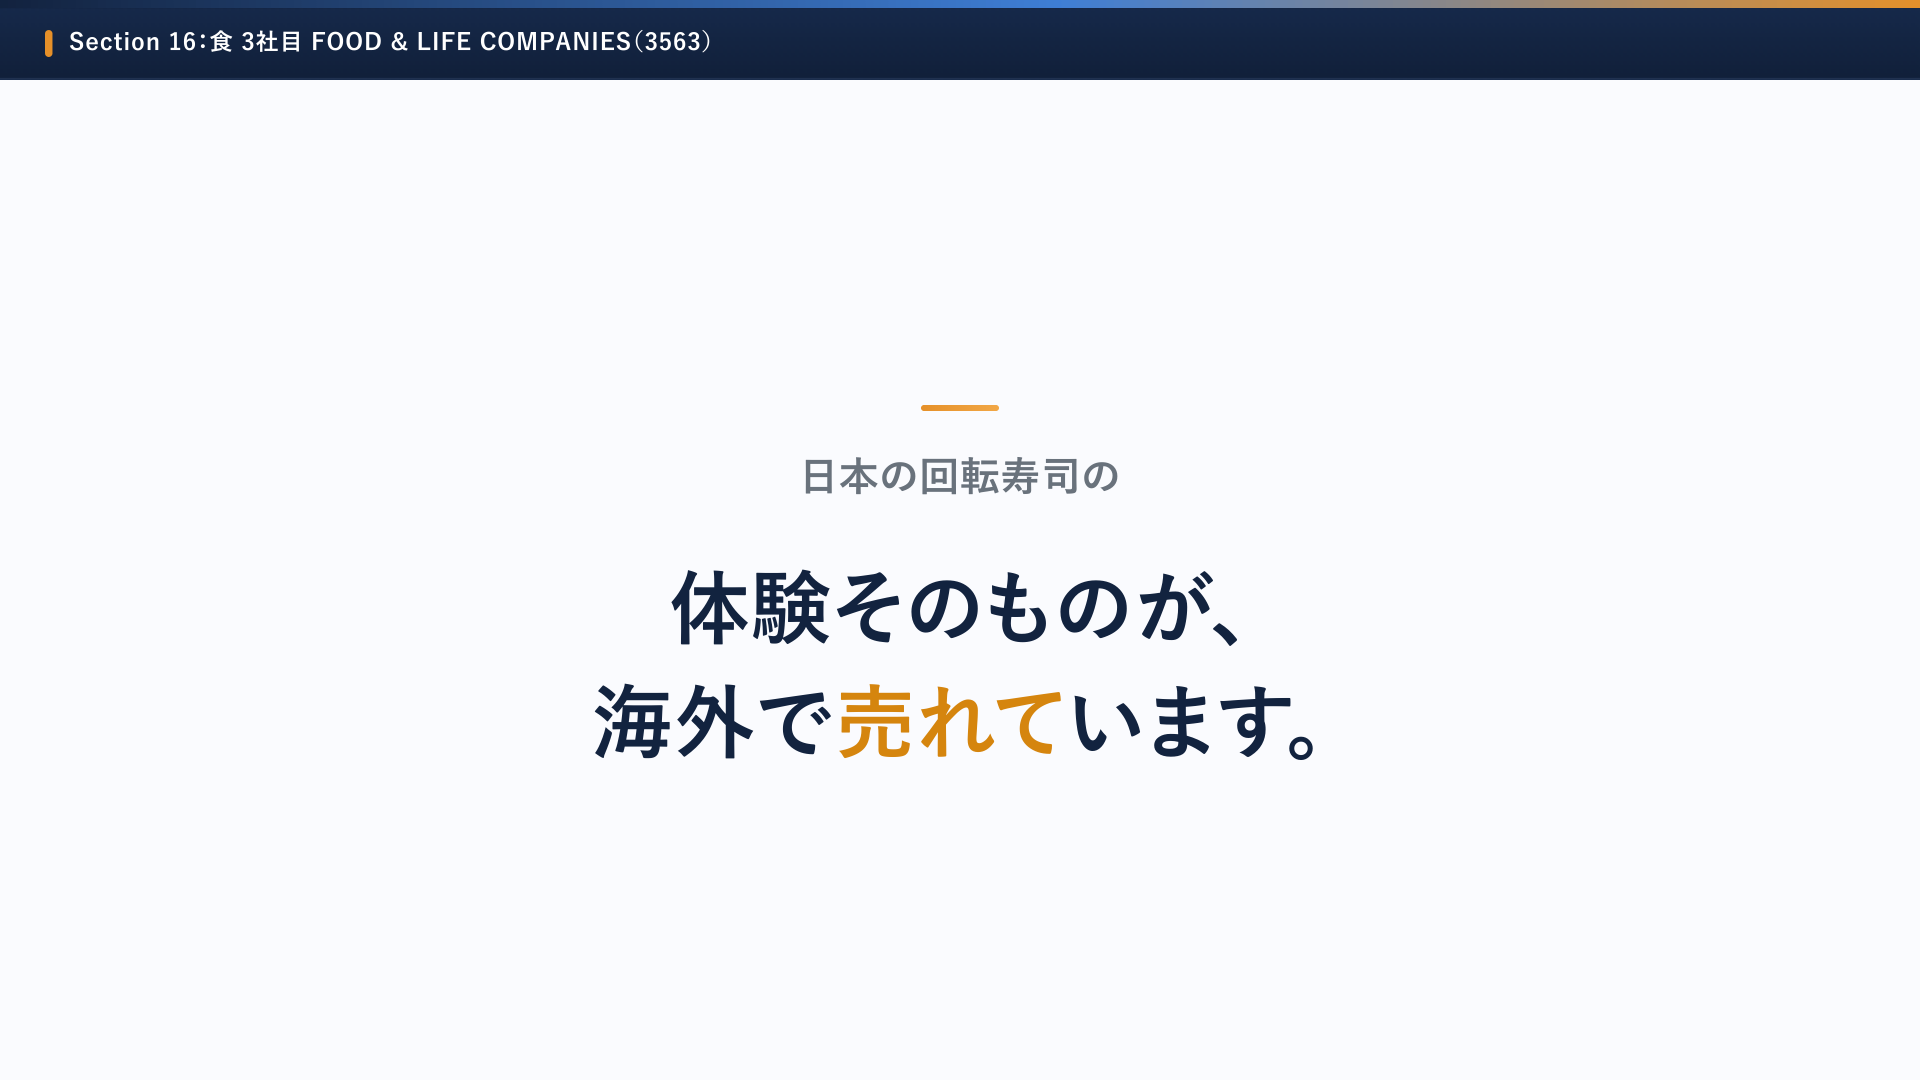 Section 16：食 3社目 FOOD & LIFE COMPANIES（3563）
日本の回転寿司の
体験そのものが、
海外で売れています。